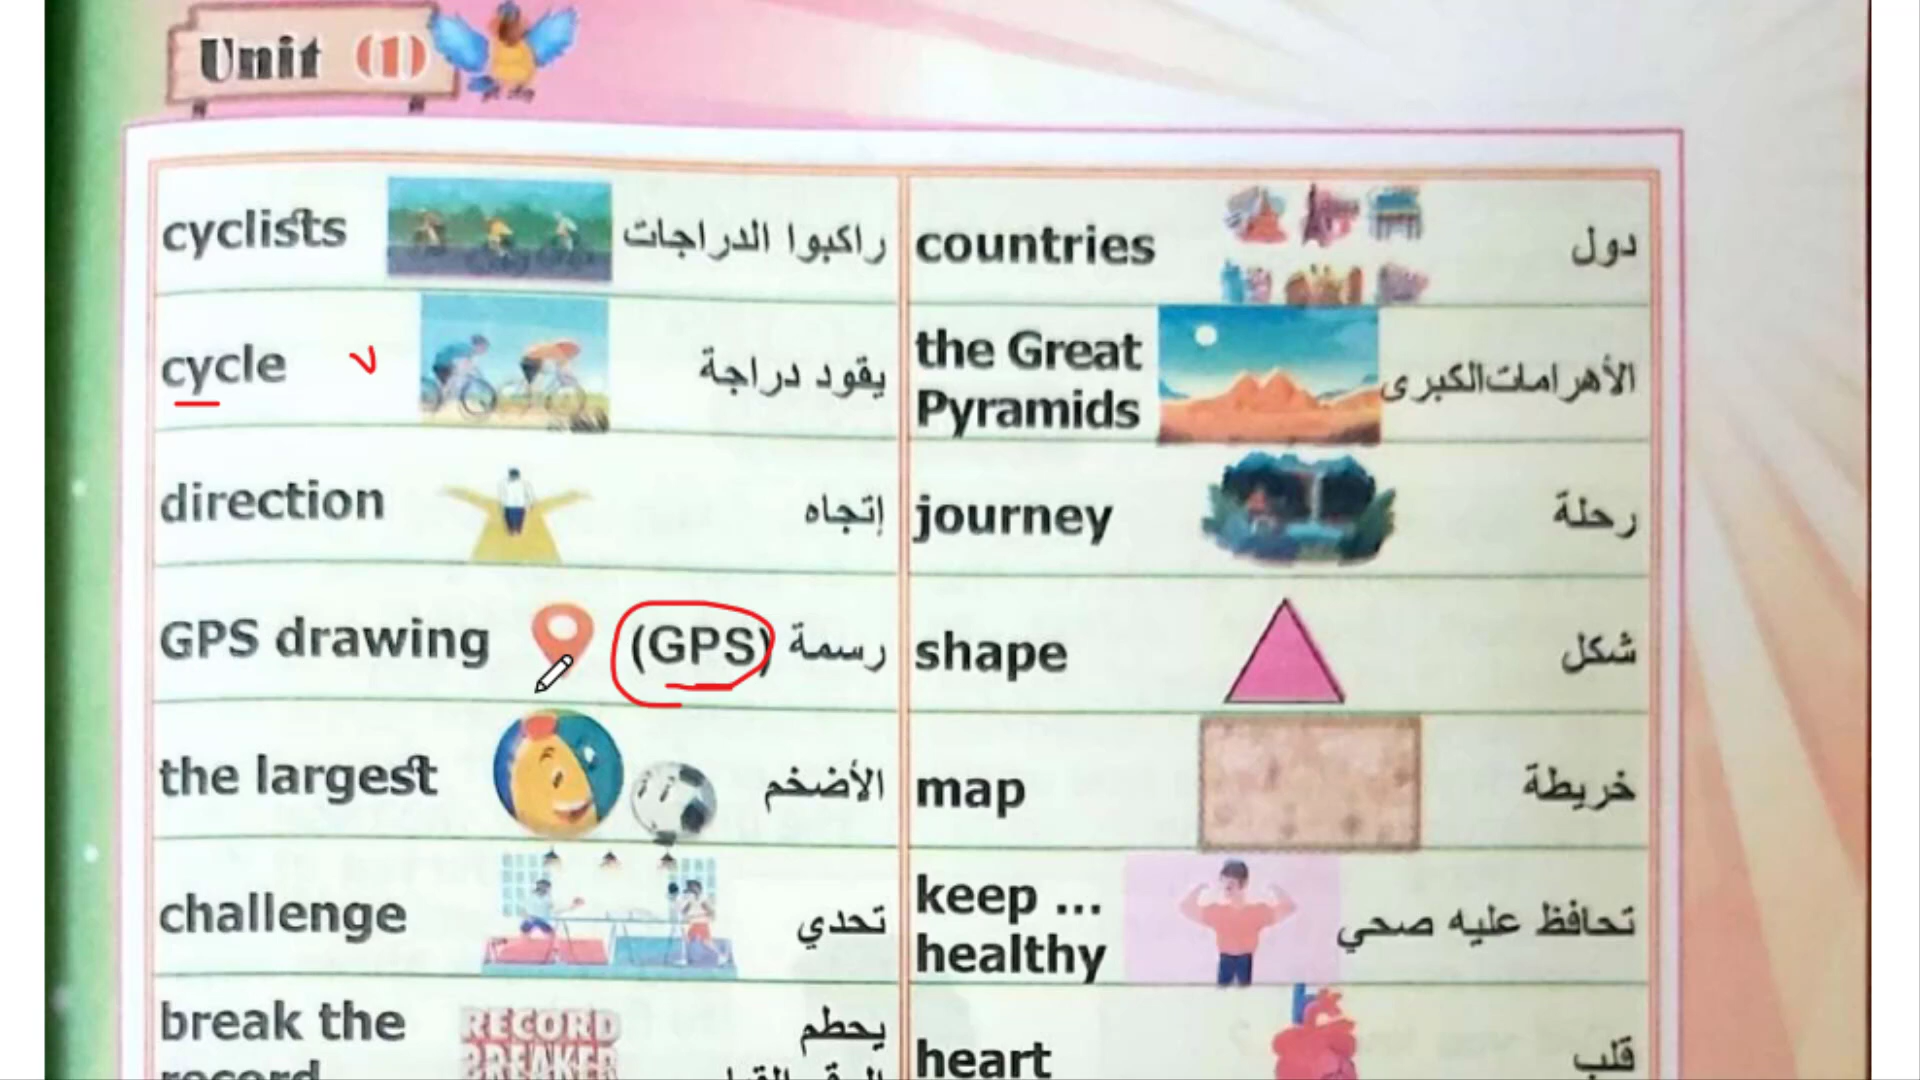 Unit (1)
cyclists راكبوا الدراجات
cycle v يقود دراجة
direction إتجاه
GPS drawing رسمة (GPS)
the largest الأضخم
challenge تحدي
break the يحطم
record
RECORD
BREAKER
countries دول
the Great
Pyramids الأهرامات الكبرى
journey رحلة
shape شكل
map خريطة
keep ...
healthy تحافظ عليه صحي
heart قلب